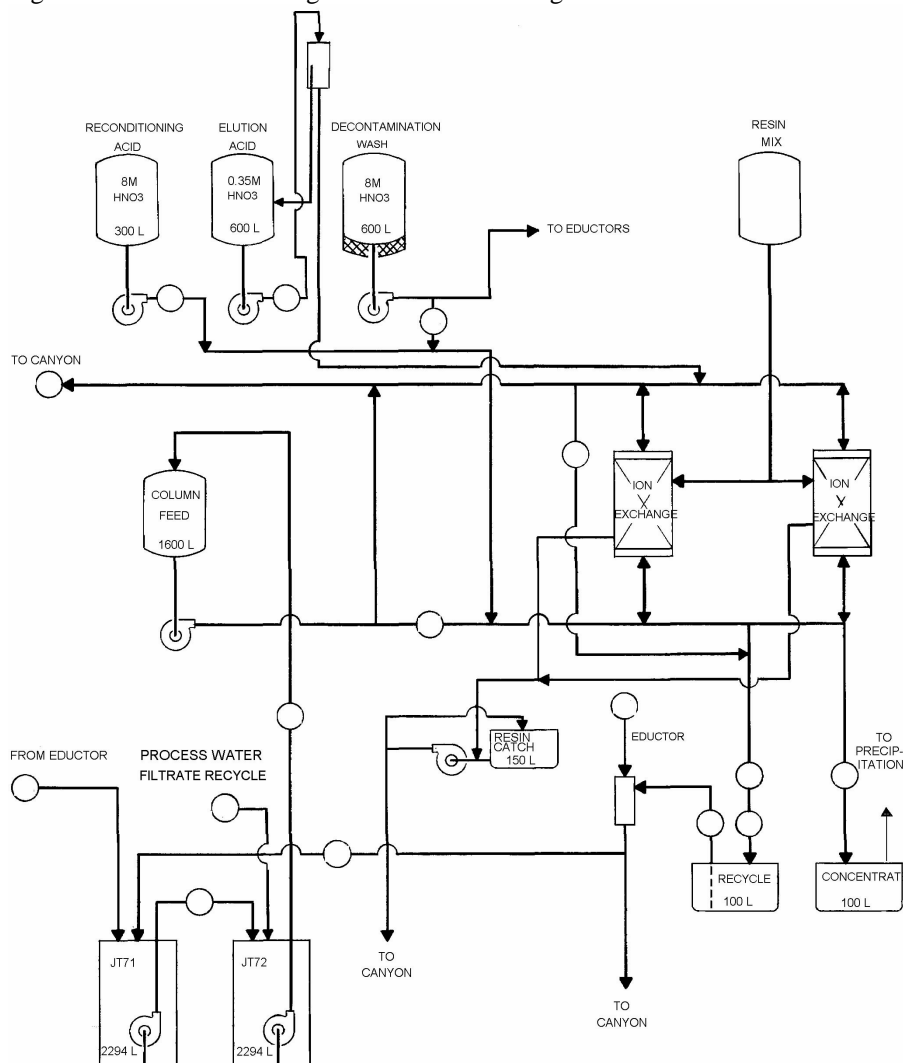 RECONDITIONING
ACID
ELUTION
ACID
DECONTAMINATION
WASH
RESIN
MIX
8M
HNO3
300 L
0.35M
HNO3
600 L
8M
HNO3
600 L
TO EDUCTORS
TO CANYON
COLUMN
FEED
1600 L
ION
EXCHANGE
ION
EXCHANGE
FROM EDUCTOR
PROCESS WATER
FILTRATE RECYCLE
RESIN
CATCH
150 L
EDUCTOR
TO
PRECIP-
ITATION
RECYCLE
100 L
CONCENTRAT
100 L
JT71
2294 L
JT72
2294 L
TO
CANYON
TO
CANYON